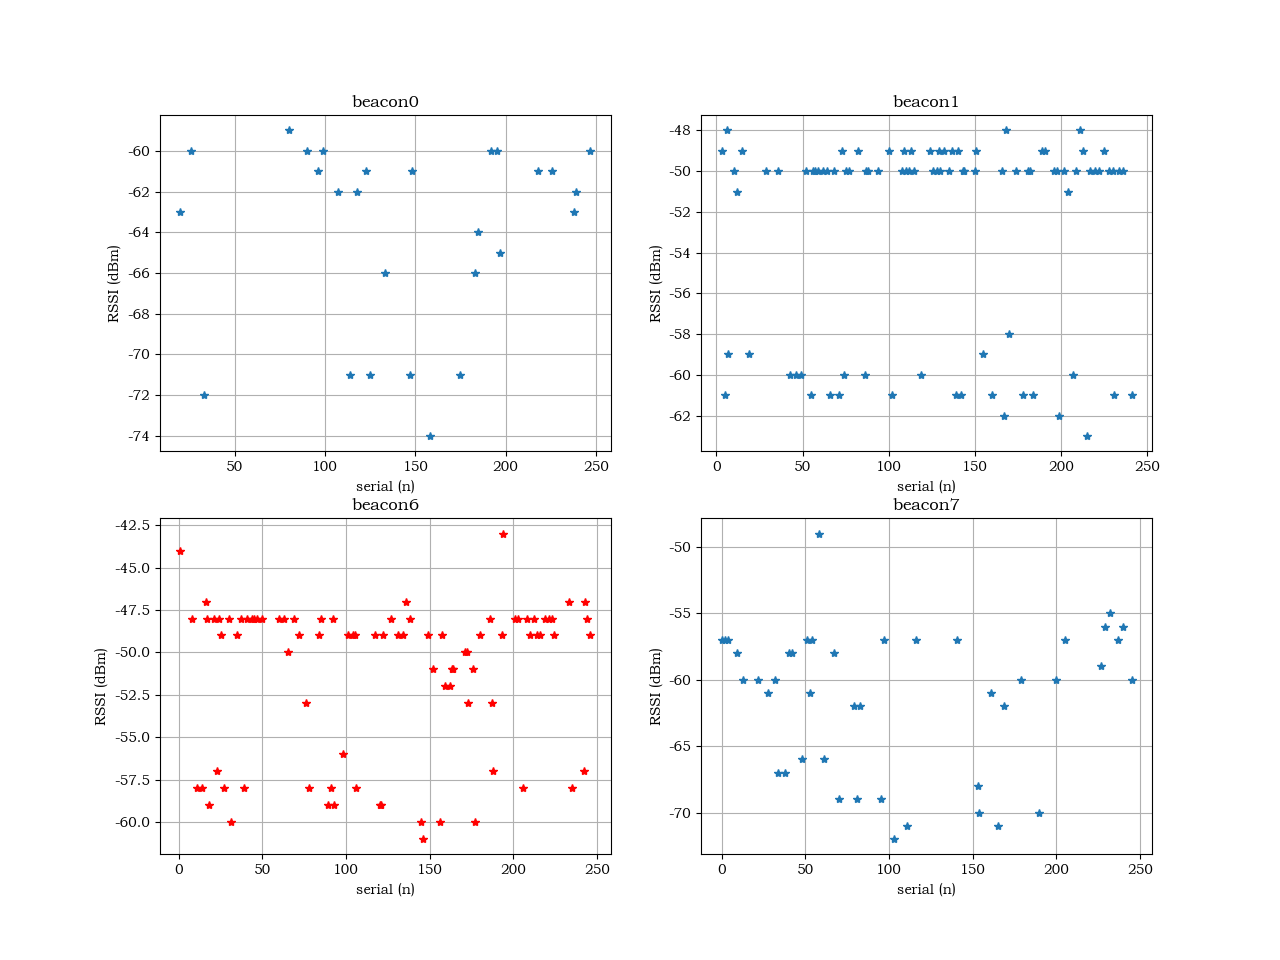 beacon0
-60
-62
-64
-66
-68
-70
-72
-74
RSSI (dBm)
50 100 150 200 250
serial (n)
beacon1
-48
-50
-52
-54
-56
-58
-60
-62
RSSI (dBm)
0 50 100 150 200 250
serial (n)
beacon6
-42.5
-45.0
-47.5
-50.0
-52.5
-55.0
-57.5
-60.0
RSSI (dBm)
0 50 100 150 200 250
serial (n)
beacon7
-50
-55
-60
-65
-70
RSSI (dBm)
0 50 100 150 200 250
serial (n)